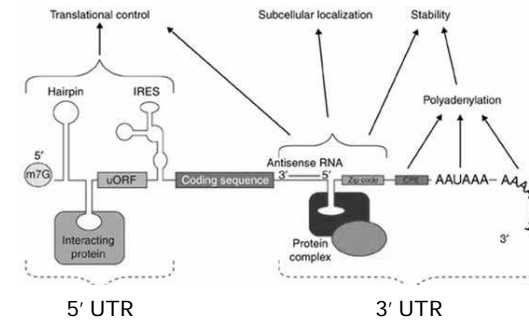 Translational control
Subcellular localization
Stability
Hairpin
IRES
Polyadenylation
Antisense RNA
5′
3′ 5′
m7G
uORF
Coding sequence
Zip code
CPE
AAUAAA
AAA
Interacting protein
Protein complex
3′
5′ UTR
3′ UTR